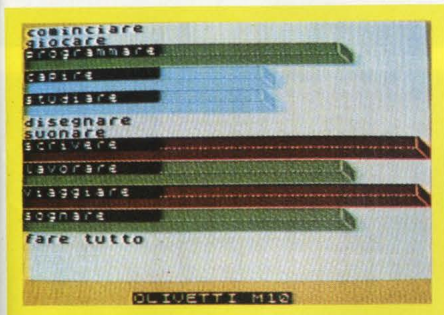 cominciare
giocare
programmare
capire
studiare
disegnare
suonare
scrivere
lavorare
viaggiare
sognare
fare tutto
OLIVETTI M10